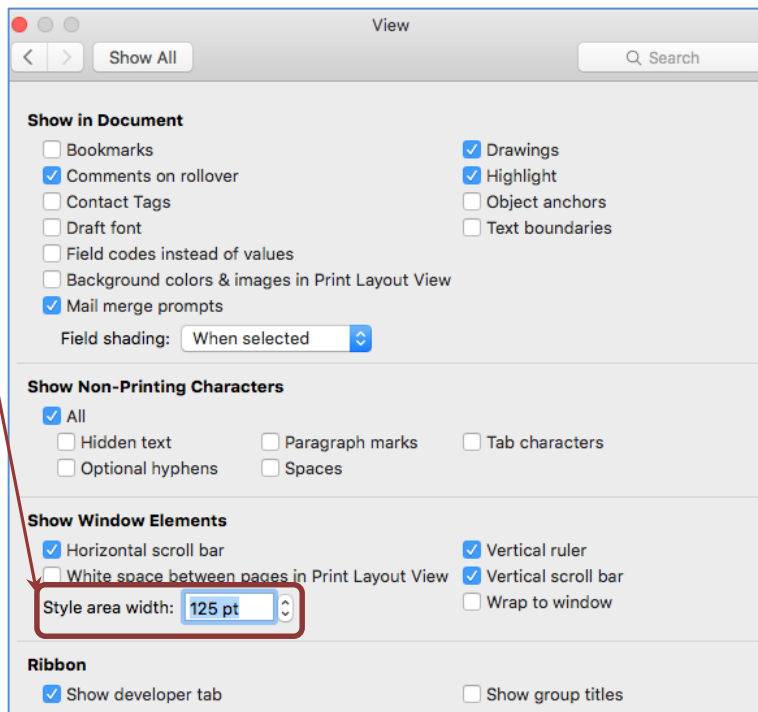 View
Show All
Search
Show in Document
Bookmarks
Drawings
Comments on rollover
Highlight
Contact Tags
Object anchors
Draft font
Text boundaries
Field codes instead of values
Background colors & images in Print Layout View
Mail merge prompts
Field shading: When selected
Show Non-Printing Characters
All
Hidden text
Paragraph marks
Tab characters
Optional hyphens
Spaces
Show Window Elements
Horizontal scroll bar
Vertical ruler
White space between pages in Print Layout View
Vertical scroll bar
Style area width: 125 pt
Wrap to window
Ribbon
Show developer tab
Show group titles